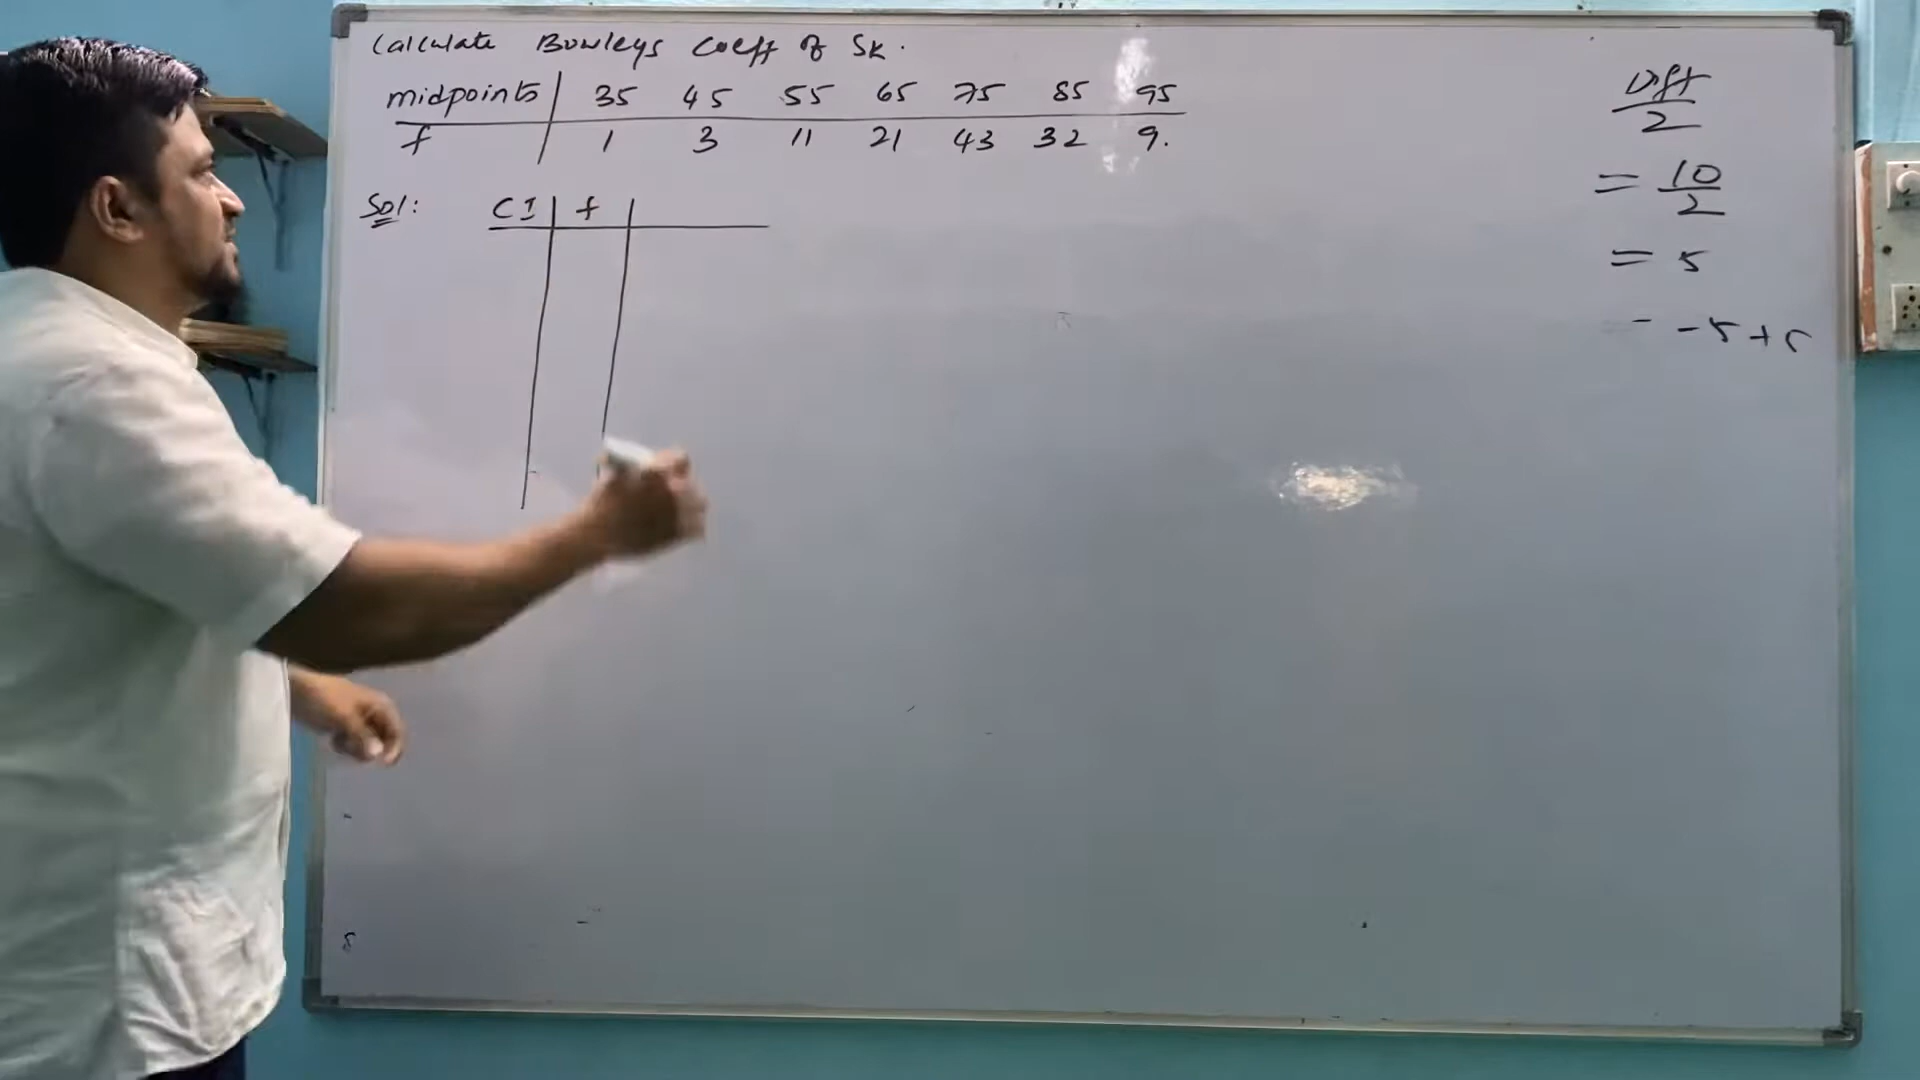 Calculate Bowleys Coeff of Sk.
midpoints 35 45 55 65 75 85 95
f 1 3 11 21 43 32 9.
Sol: CI f
Diff
2
= 10
2
= 5
- -5+5